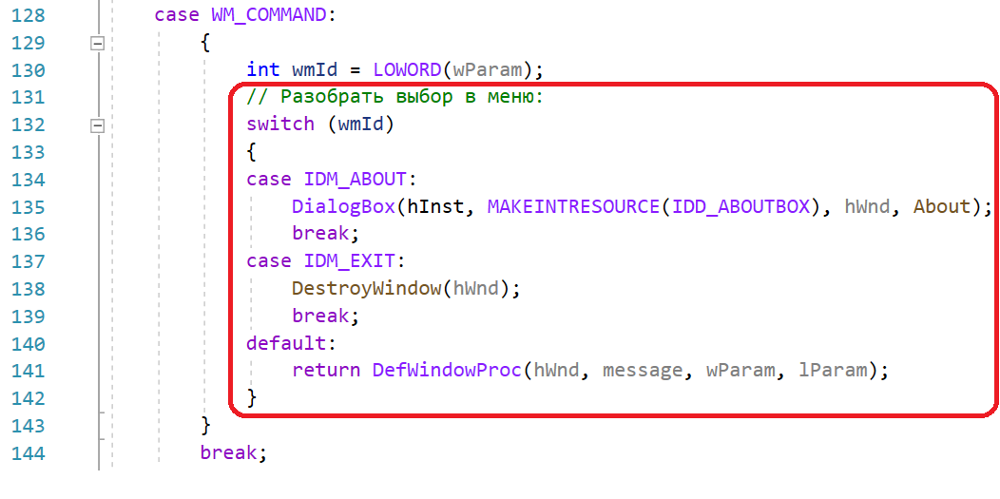 128 case WM_COMMAND:
129 {
130 int wmId = LOWORD(wParam);
131 // Разобрать выбор в меню:
132 switch (wmId)
133 {
134 case IDM_ABOUT:
135 DialogBox(hInst, MAKEINTRESOURCE(IDD_ABOUTBOX), hWnd, About);
136 break;
137 case IDM_EXIT:
138 DestroyWindow(hWnd);
139 break;
140 default:
141 return DefWindowProc(hWnd, message, wParam, lParam);
142 }
143 }
144 break;